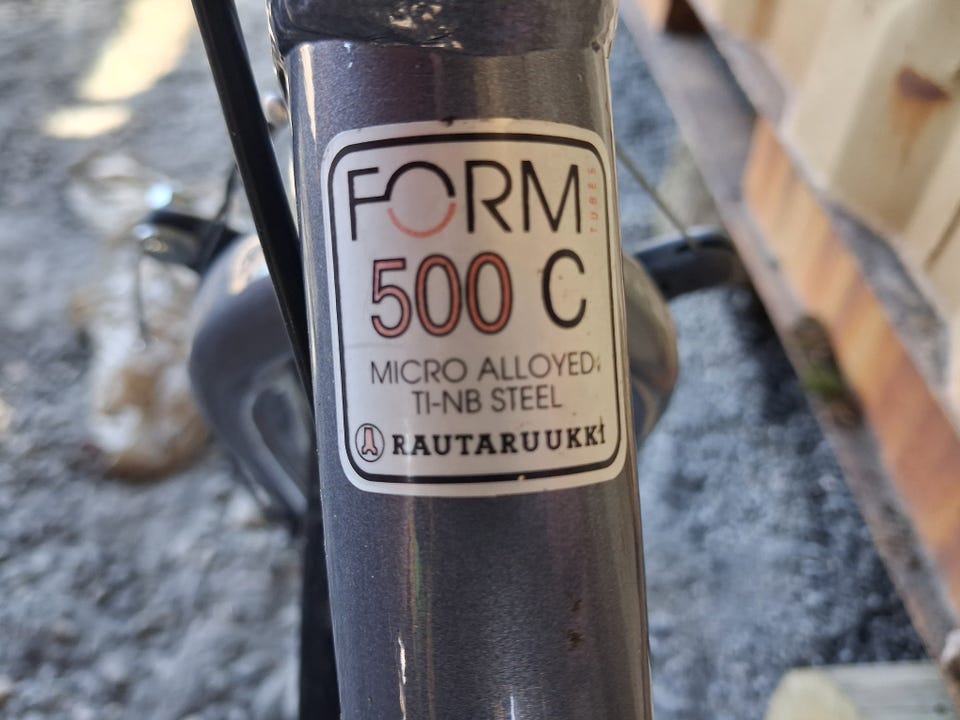 FORM TUBES
500 C
MICRO ALLOYED
TI-NB STEEL
RAUTARUUKKI